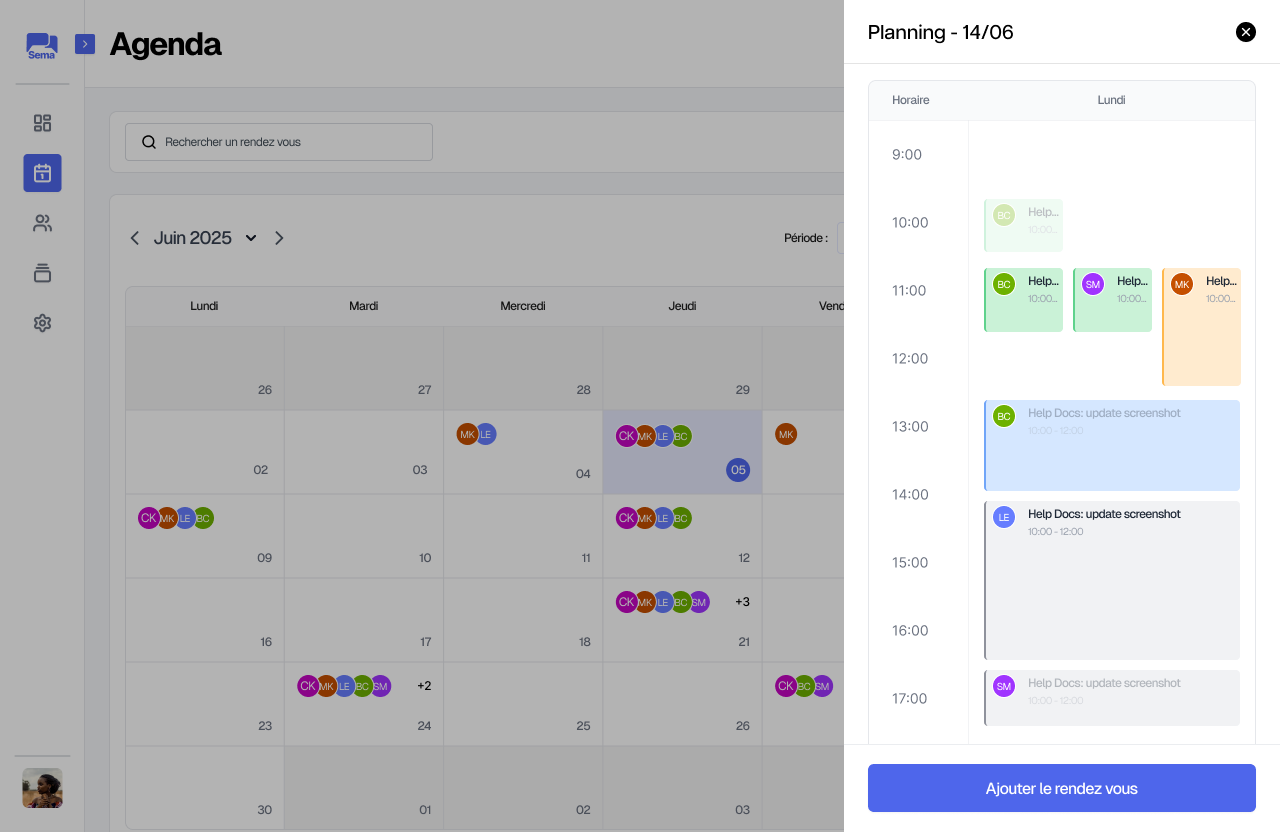 Sema
Agenda
Rechercher un rendez vous
Juin 2025
Période :
Lundi Mardi Mercredi Jeudi
26 27 28 29
MK LE CK MK LE BC MK
02 03 04 05
CK MK LE BC CK MK LE BC
09 10 11 12
CK MK LE BC SM +3
16 17 18 21
CK MK LE BC SM +2 CK BC SM
23 24 25 26
30 01 02 03
Planning - 14/06
Horaire Lundi
9:00
10:00
BC Help...
10:00...
11:00
BC Help... SM Help... MK Help...
10:00... 10:00... 10:00...
12:00
13:00
BC Help Docs: update screenshot
10:00 - 12:00
14:00
LE Help Docs: update screenshot
10:00 - 12:00
15:00
16:00
17:00
SM Help Docs: update screenshot
10:00 - 12:00
Ajouter le rendez vous